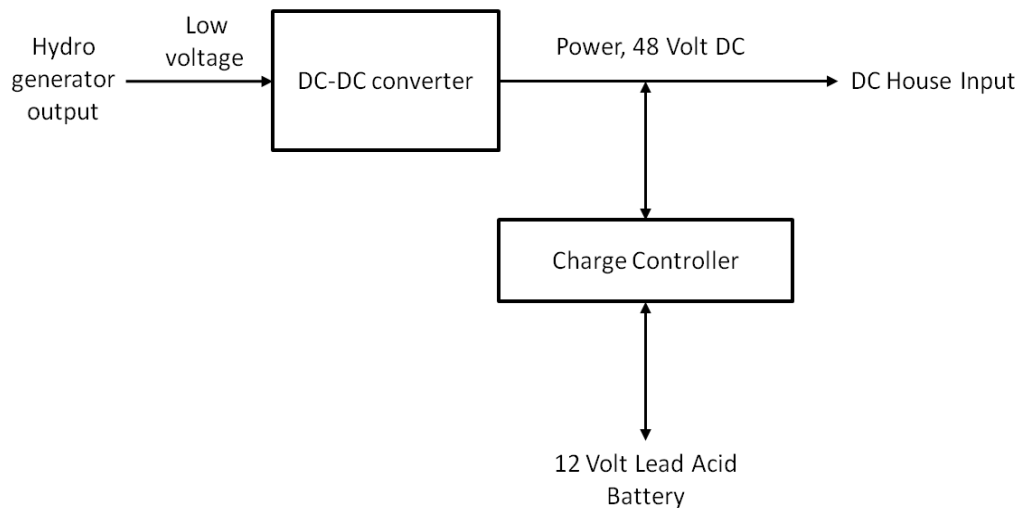 Hydro
generator
output
Low
voltage
DC-DC converter
Power, 48 Volt DC
DC House Input
Charge Controller
12 Volt Lead Acid
Battery